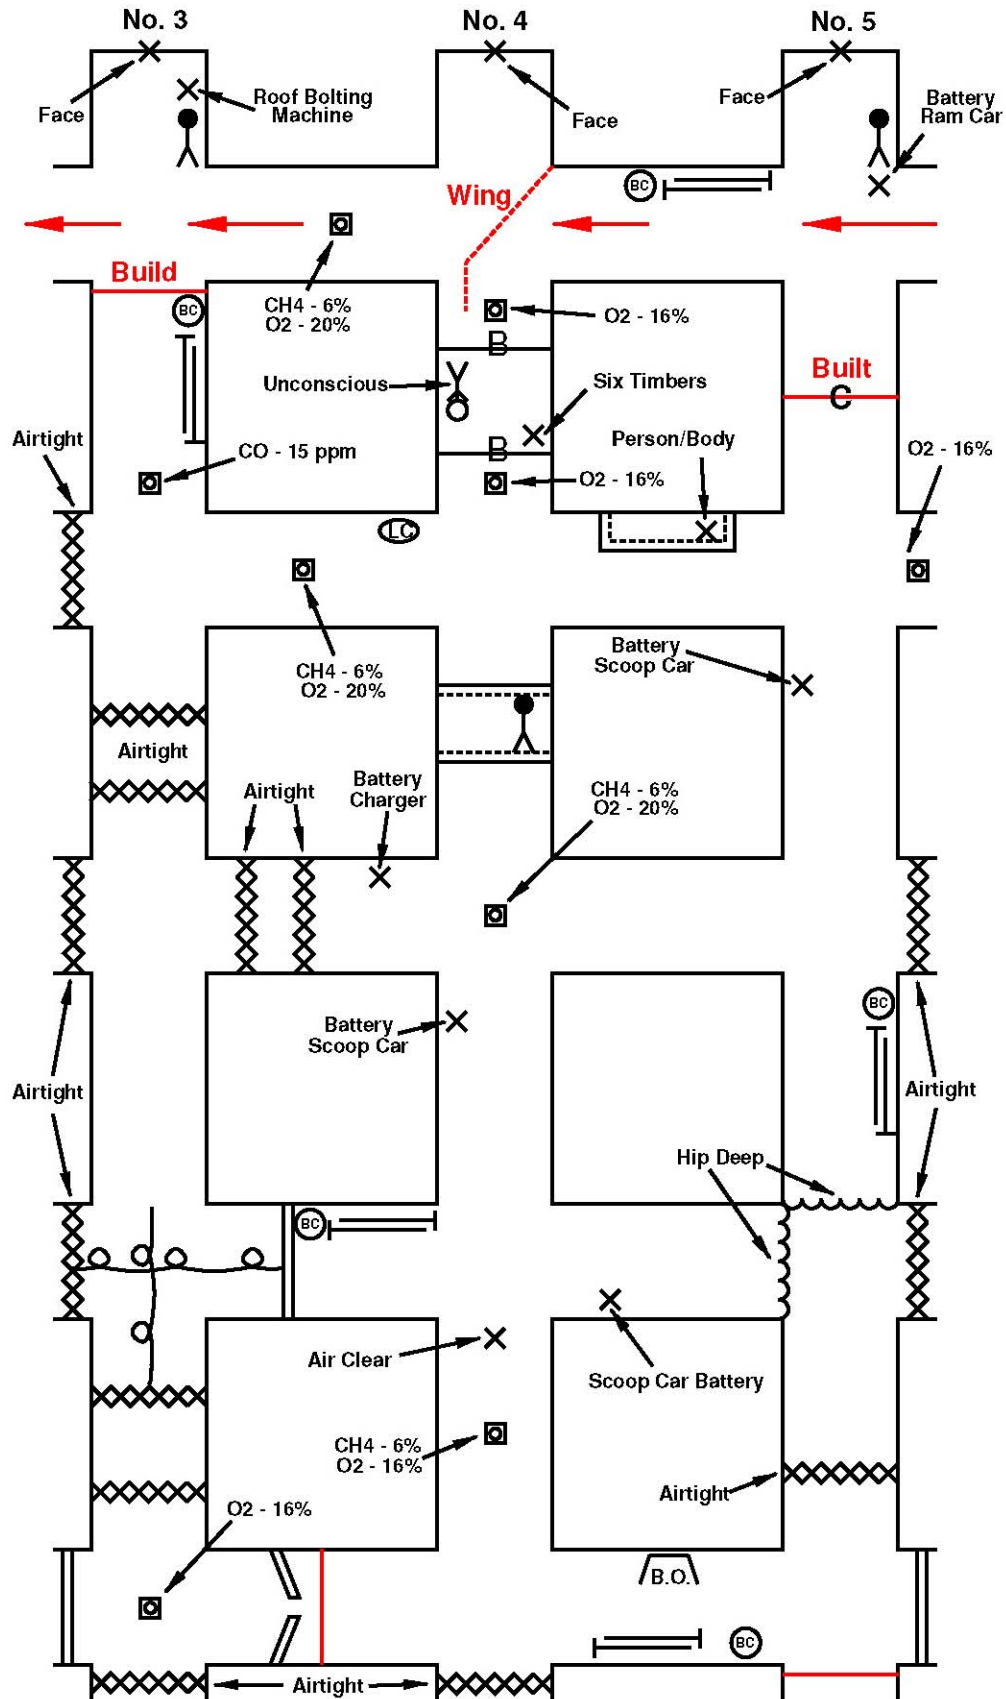 No. 3
No. 4
No. 5
Face
Roof Bolting
Machine
Face
Face
Battery
Ram Car
Wing
BC
Build
BC
CH4 - 6%
O2 - 20%
O2 - 16%
B
Unconscious
Six Timbers
Built
C
Airtight
CO - 15 ppm
B
Person/Body
O2 - 16%
O2 - 16%
LC
CH4 - 6%
O2 - 20%
Battery
Scoop Car
Airtight
Airtight
Battery
Charger
CH4 - 6%
O2 - 20%
Battery
Scoop Car
BC
Airtight
Airtight
Hip Deep
BC
Air Clear
Scoop Car Battery
CH4 - 6%
O2 - 16%
Airtight
O2 - 16%
B.O.
BC
Airtight